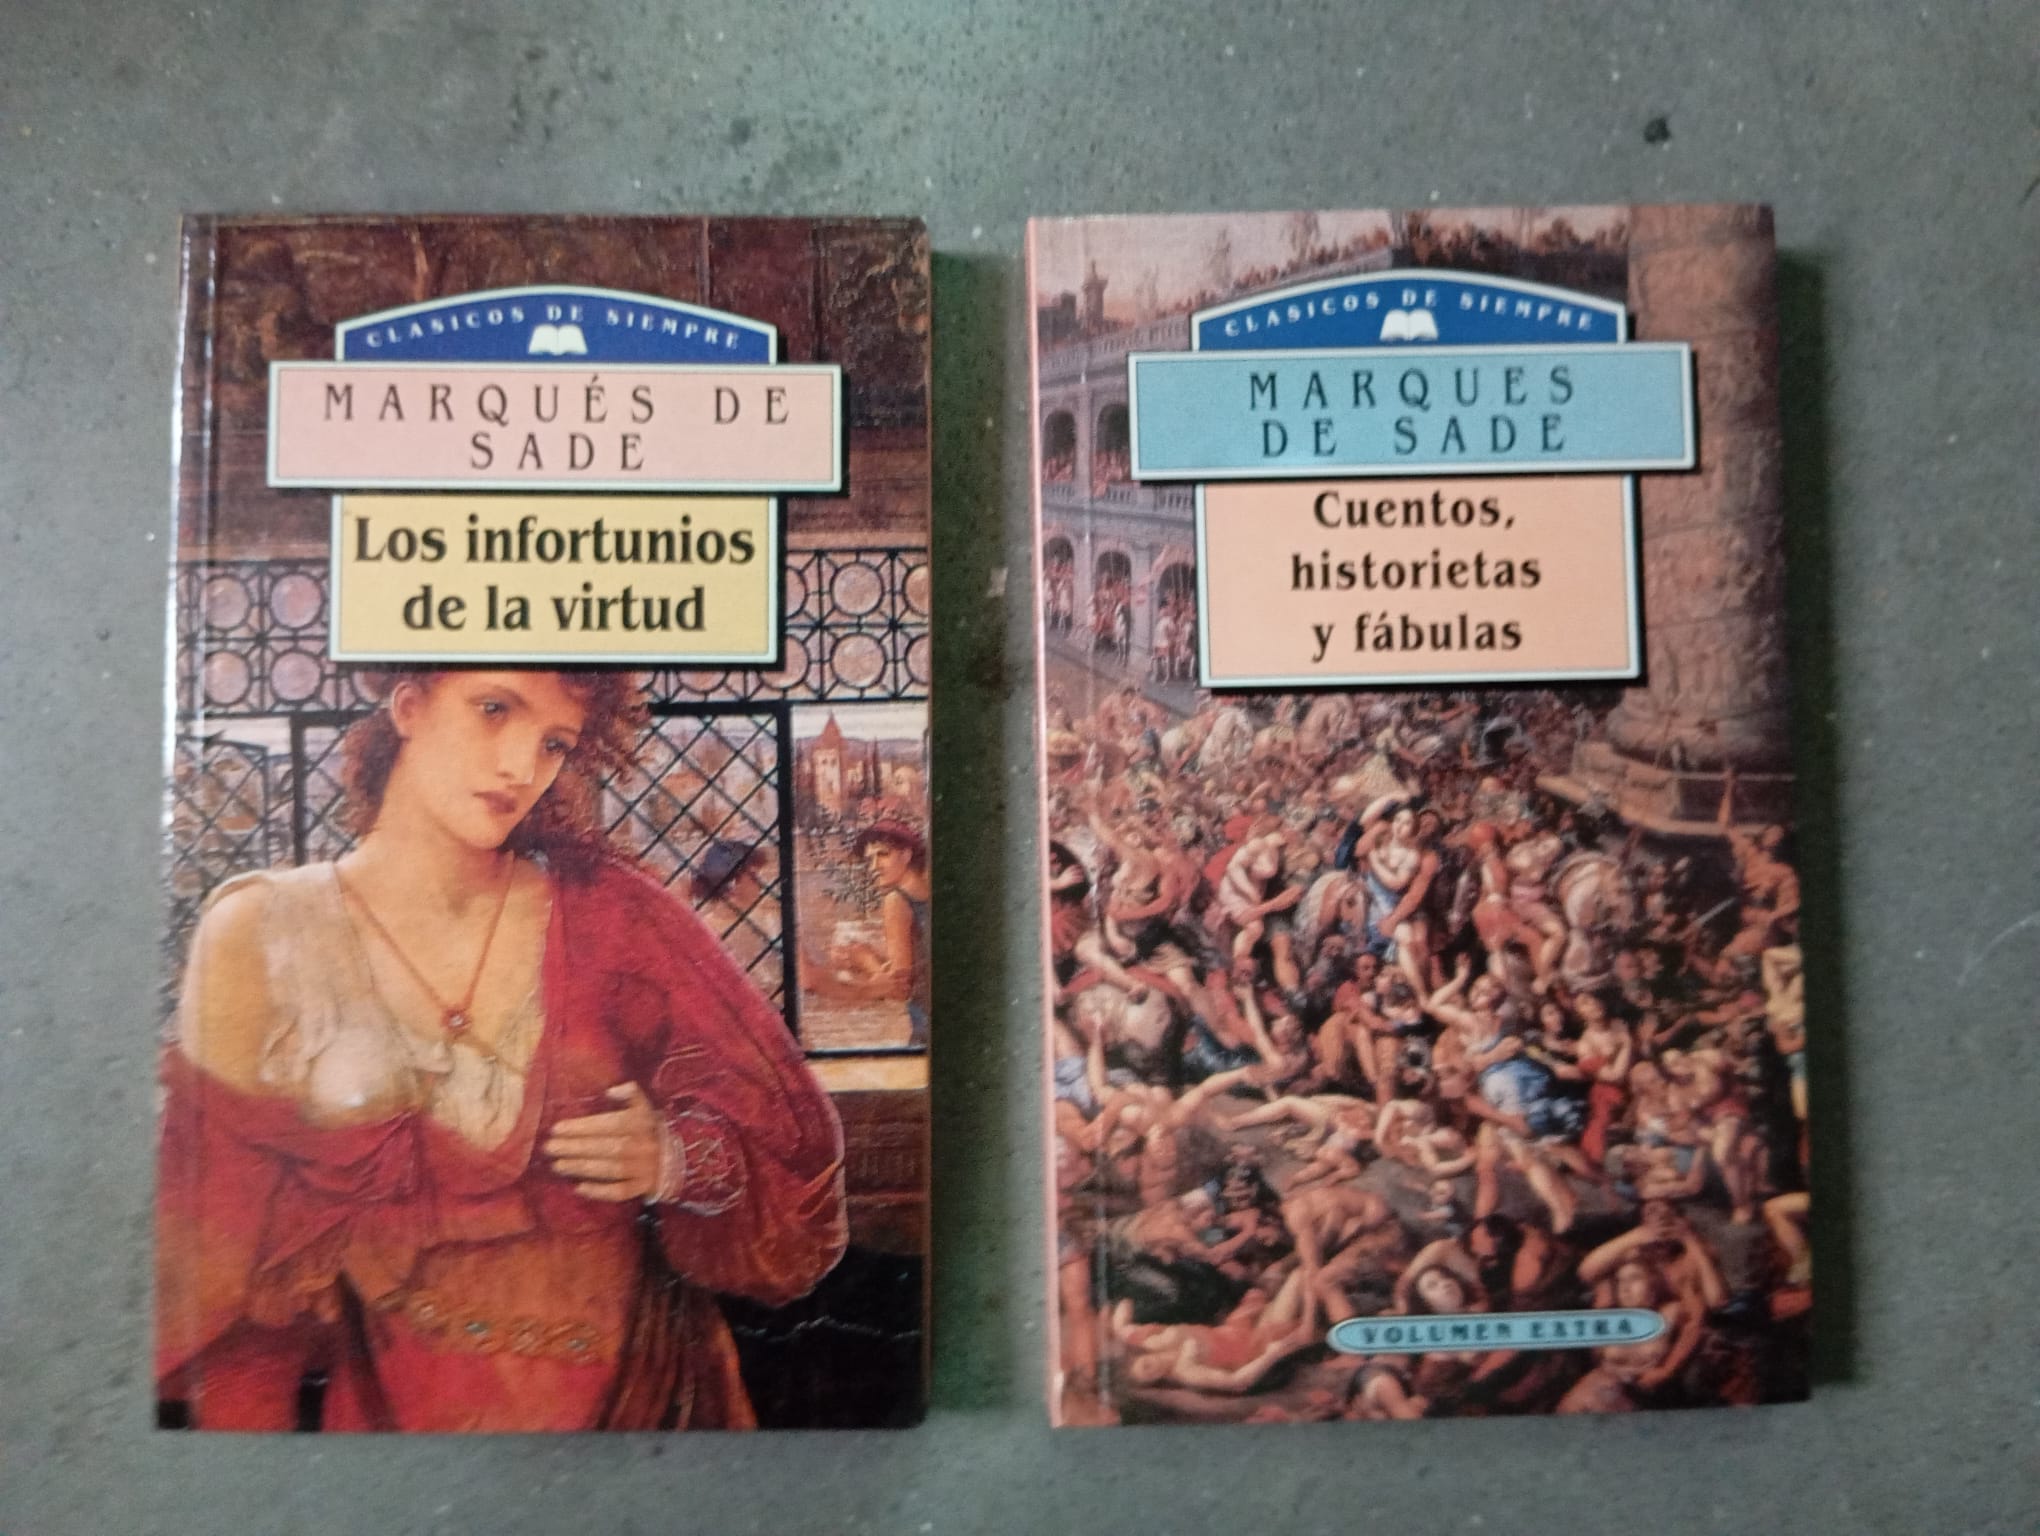 CLASICOS DE SIEMPRE
MARQUÉS DE
SADE
Los infortunios
de la virtud
CLASICOS DE SIEMPRE
MARQUES
DE SADE
Cuentos,
historietas
y fábulas
VOLUMEN EXTRA